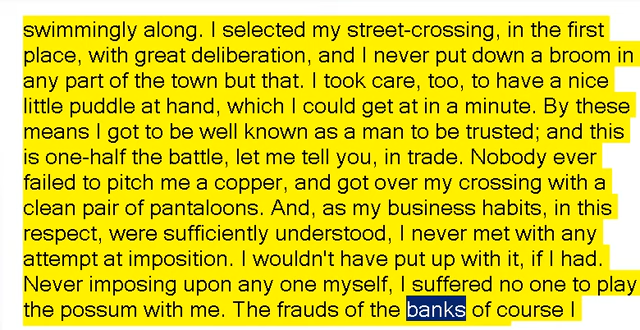 swimmingly along. I selected my street-crossing, in the first
place, with great deliberation, and I never put down a broom in
any part of the town but that. I took care, too, to have a nice
little puddle at hand, which I could get at in a minute. By these
means I got to be well known as a man to be trusted; and this
is one-half the battle, let me tell you, in trade. Nobody ever
failed to pitch me a copper, and got over my crossing with a
clean pair of pantaloons. And, as my business habits, in this
respect, were sufficiently understood, I never met with any
attempt at imposition. I wouldn't have put up with it, if I had.
Never imposing upon any one myself, I suffered no one to play
the possum with me. The frauds of the banks of course I